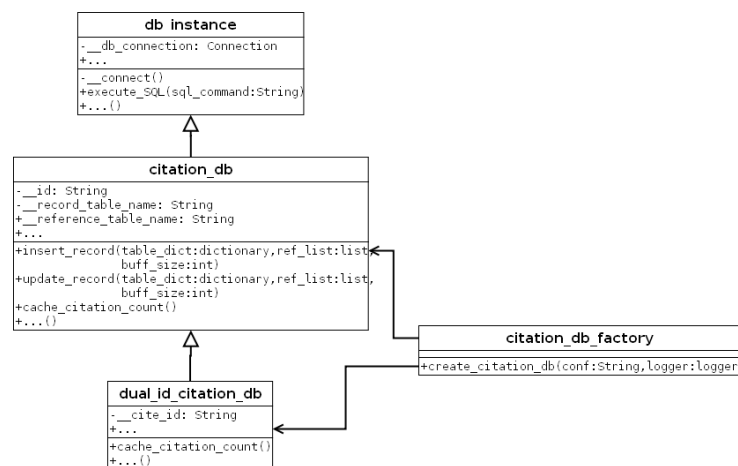 db_instance
-__db_connection: Connection
+...
-__connect()
+execute_SQL(sql_command:String)
+...()
citation_db
-__id: String
-__record_table_name: String
+__reference_table_name: String
+...
+insert_record(table_dict:dictionary,ref_list:list,
buff_size:int)
+update_record(table_dict:dictionary,ref_list:list,
buff_size:int)
+cache_citation_count()
+...()
citation_db_factory
+create_citation_db(conf:String,logger:logger
dual_id_citation_db
-__cite_id: String
+...
+cache_citation_count()
+...()